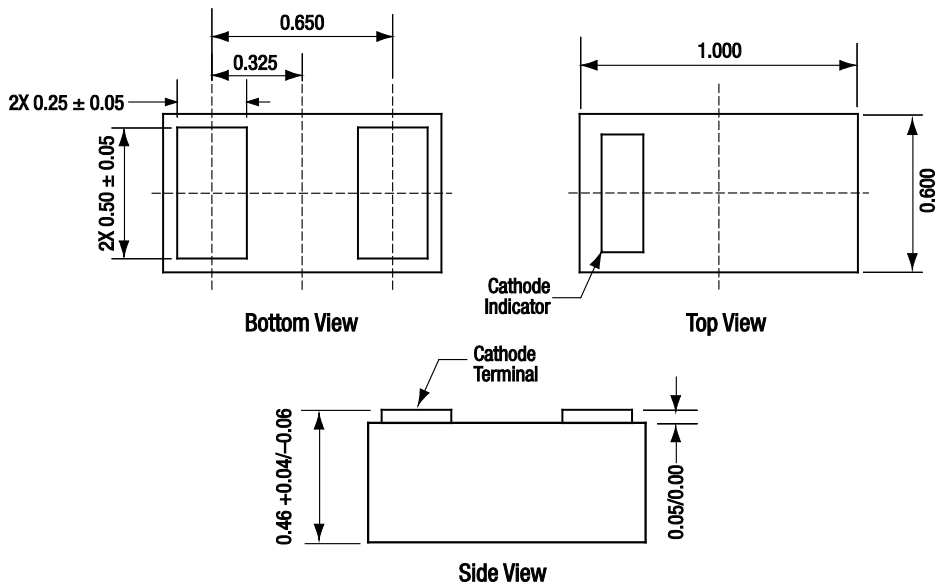 0.650
0.325
2X 0.25 ± 0.05
2X 0.50 ± 0.05
Bottom View
1.000
0.600
Cathode
Indicator
Top View
Cathode
Terminal
0.46 +0.04/–0.06
0.05/0.00
Side View